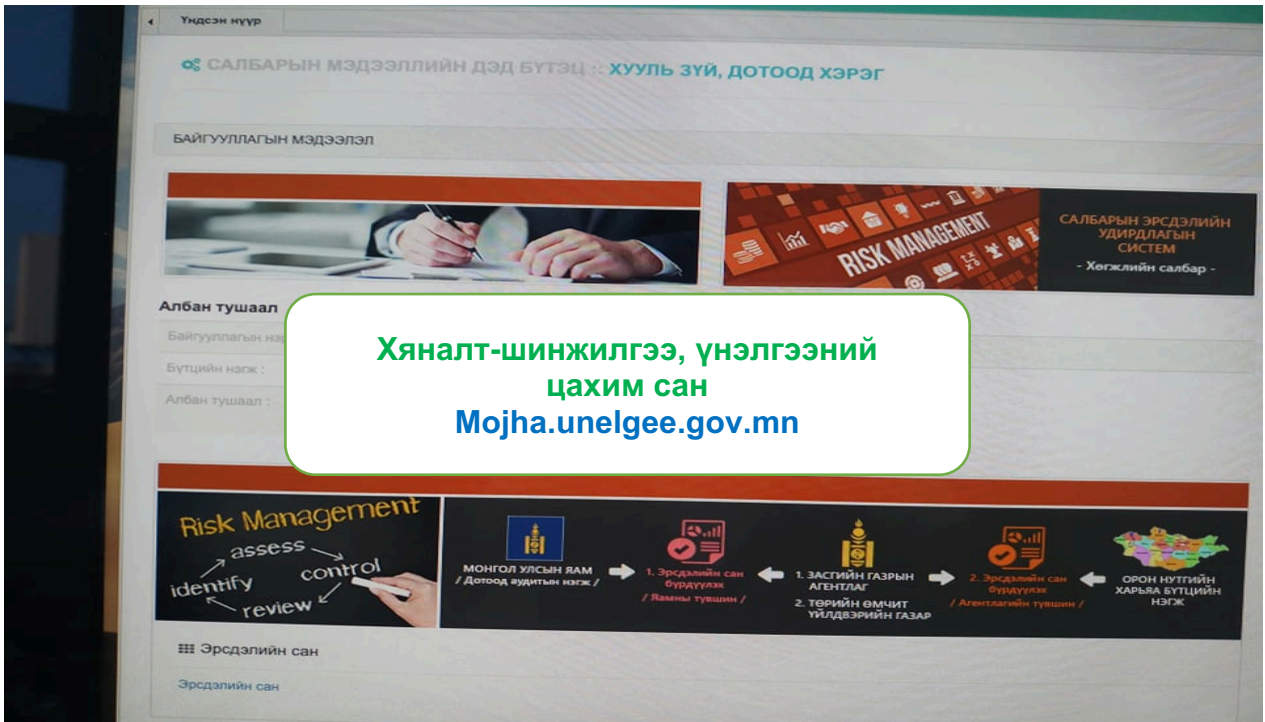 Үндсэн нүүр
САЛБАРЫН МЭДЭЭЛЛИЙН ДЭД БҮТЭЦ :: ХУУЛЬ ЗҮЙ, ДОТООД ХЭРЭГ
БАЙГУУЛЛАГЫН МЭДЭЭЛЭЛ
RISK MANAGEMENT
САЛБАРЫН ЭРСДЭЛИЙН
УДИРДЛАГЫН
СИСТЕМ
- Хөгжлийн салбар -
Албан тушаал
Байгууллагын
Бүтцийн нэгж :
Албан тушаал :
Хяналт-шинжилгээ, үнэлгээний
цахим сан
Mojha.unelgee.gov.mn
Risk Management
assess
control
review
identify
МОНГОЛ УЛСЫН ЯАМ
/ Дотоод аудитын нэгж /
1. Эрсдэлийн сан
бүрдүүлэх
/ Яамны түвшин /
1. ЗАСГИЙН ГАЗРЫН
АГЕНТЛАГ
2. ТӨРИЙН ӨМЧИТ
ҮЙЛДВЭРИЙН ГАЗАР
2. Эрсдэлийн сан
бүрдүүлэх
/ Агентлагийн түвшин /
ОРОН НУТГИЙН
ХАРЬЯА БҮТЦИЙН
НЭГЖ
Эрсдэлийн сан
Эрсдэлийн сан